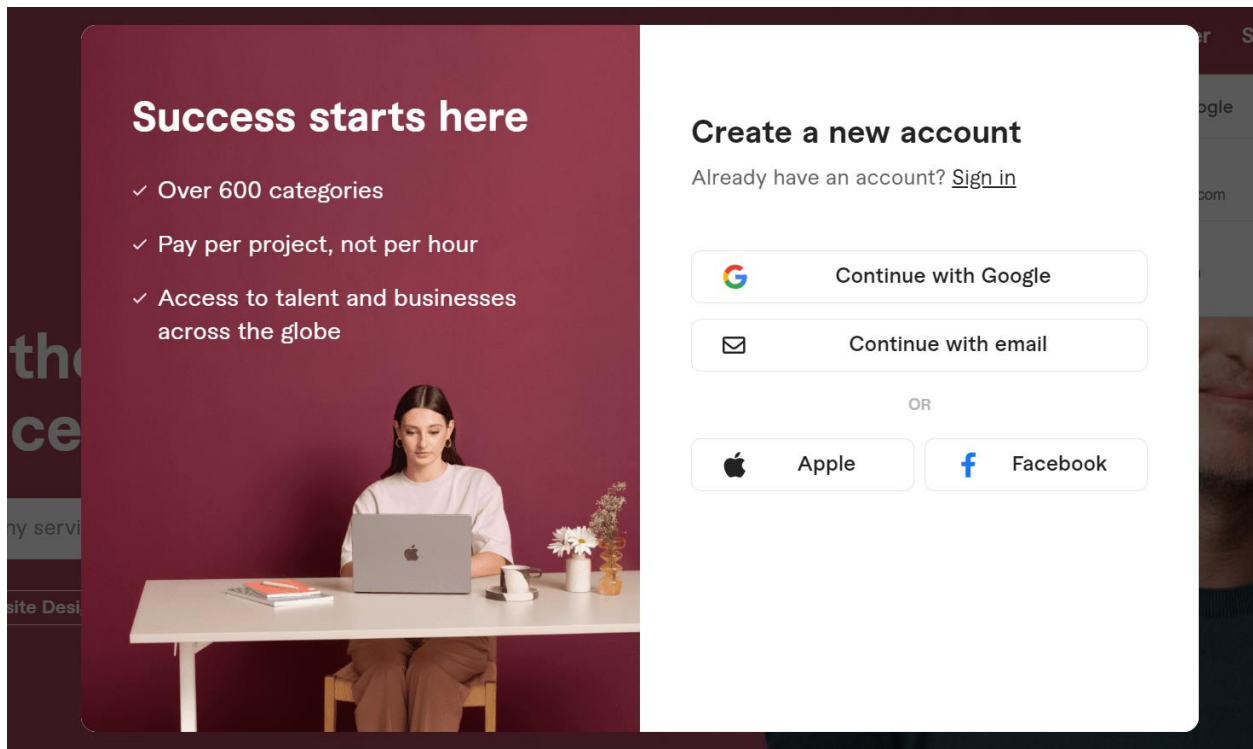 Success starts here
Over 600 categories
Pay per project, not per hour
Access to talent and businesses
across the globe
Create a new account
Already have an account? Sign in
Continue with Google
Continue with email
OR
Apple
Facebook